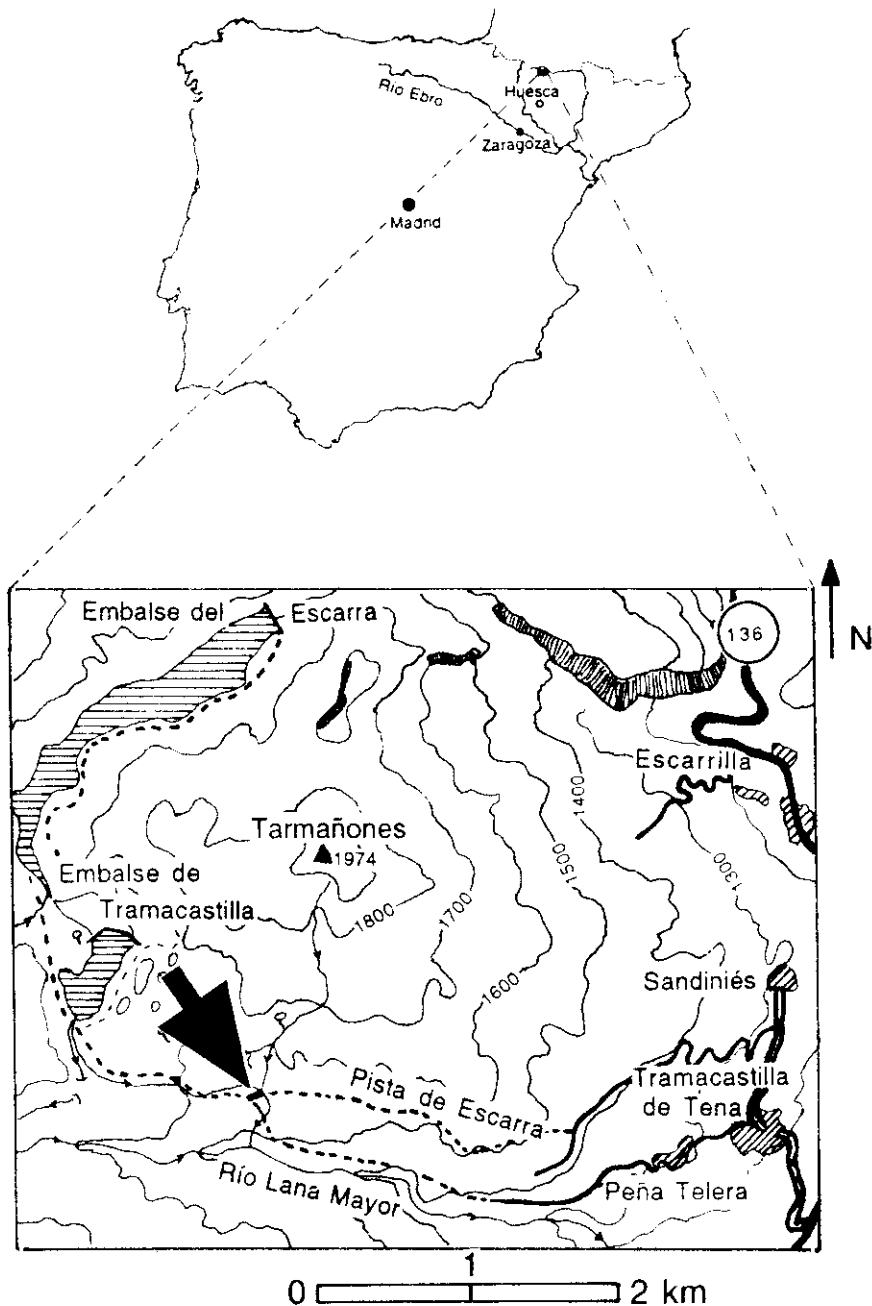 Río Ebro
Huesca
Zaragoza
Madrid
N
Embalse del Escarra
136
Escarrilla
Tarmañones
1974
1400
1500
1300
Embalse de
Tramacastilla
1800
1700
1600
Sandiniés
Pista de Escarra
Tramacastilla
de Tena
Río Lana Mayor
Peña Telera
1
0 2 km